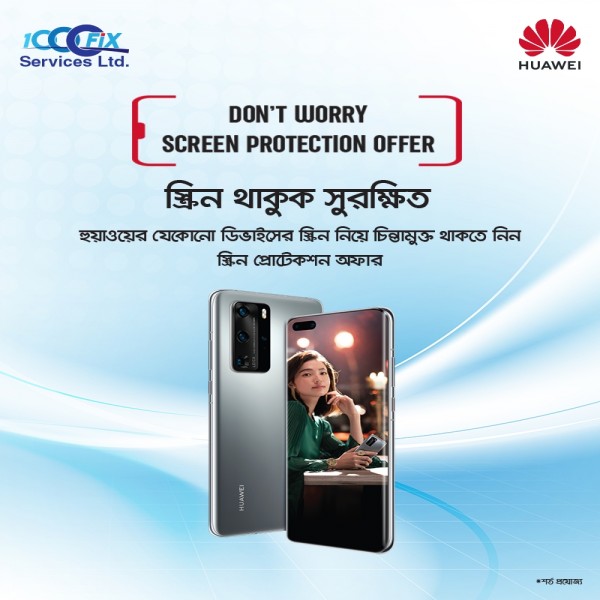 1000FiX
Services Ltd.
HUAWEI
DON'T WORRY
SCREEN PROTECTION OFFER
স্ক্রিন থাকুক সুরক্ষিত
হুয়াওয়ের যেকোনো ডিভাইসের স্ক্রিন নিয়ে চিন্তামুক্ত থাকতে নিন
স্ক্রিন প্রোটেকশন অফার
HUAWEI
*শর্ত প্রযোজ্য